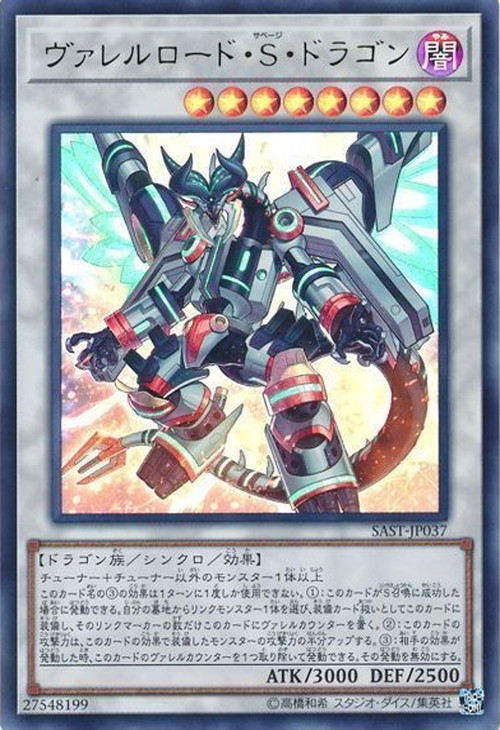 ヴァレルロード・S・ドラゴン
サベージ
闇
やみ
SAST-JP037
【ドラゴン族／シンクロ／効果】
チューナー＋チューナー以外のモンスター1体以上
このカード名の③の効果は1ターンに1度しか使用できない。①：このカードがS召喚に成功した
場合に発動できる。自分の墓地からリンクモンスター1体を選び、装備カード扱いとしてこのカード
に装備し、そのリンクマーカーの数だけこのカードにヴァレルカウンターを置く。②：このカードの
攻撃力は、このカードの効果で装備したモンスターの攻撃力の半分アップする。③：相手の効果が
発動した時、このカードのヴァレルカウンターを1つ取り除いて発動できる。その発動を無効にする。
ATK/3000 DEF/2500
27548199
©高橋和希 スタジオ・ダイス/集英社